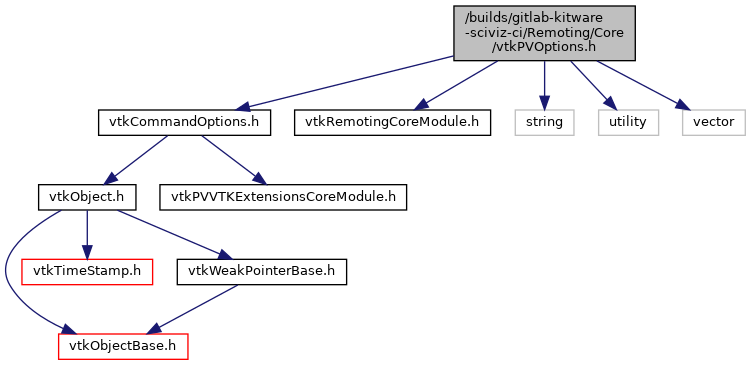 /builds/gitlab-kitware
-sciviz-ci/Remoting/Core
/vtkPVOptions.h
vtkCommandOptions.h
vtkRemotingCoreModule.h
string
utility
vector
vtkObject.h
vtkPVVTKExtensionsCoreModule.h
vtkTimeStamp.h
vtkWeakPointerBase.h
vtkObjectBase.h